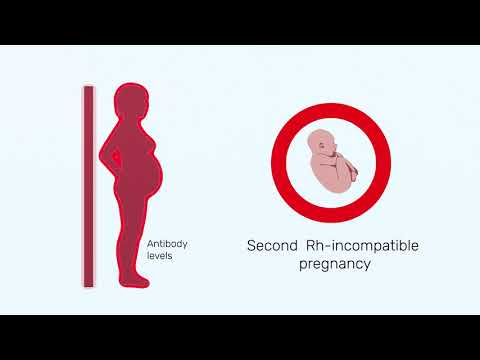 Antibody
levels
Second Rh-incompatible
pregnancy